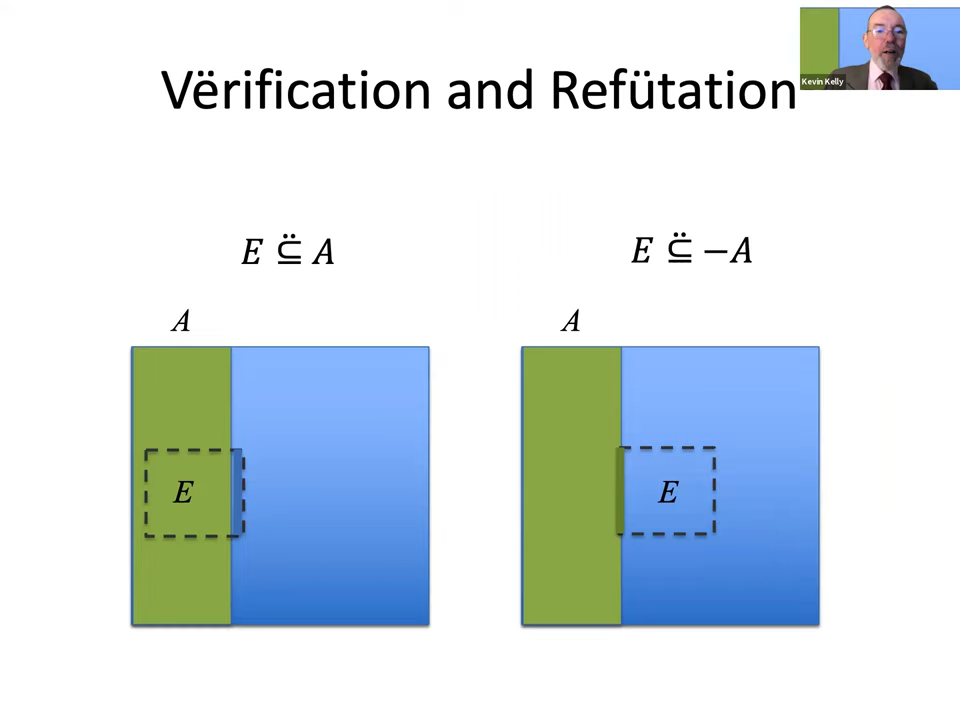 Vërification and Refütation
Kevin Kelly
E ⊆̈ A
E ⊆̈ −A
A
A
E
E